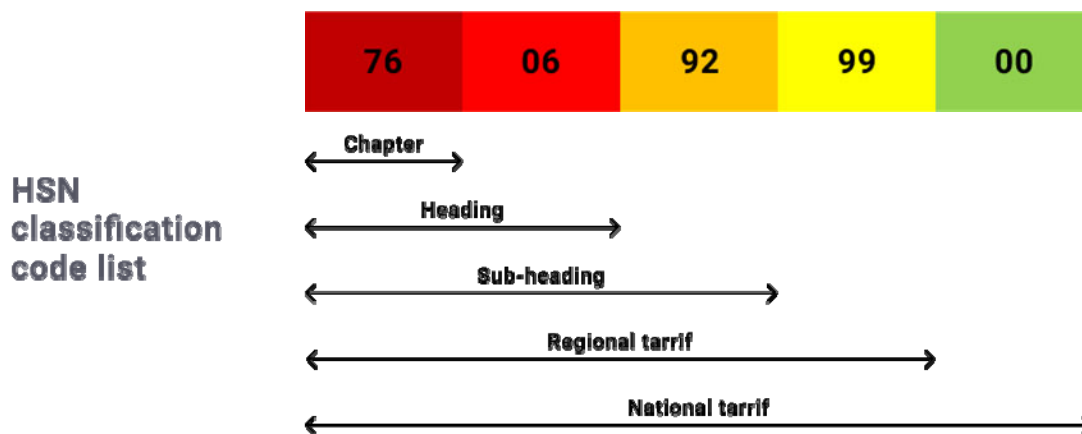 76 06 92 99 00
Chapter
Heading
HSN
classification
code list
Sub-heading
Regional tarrif
National tarrif